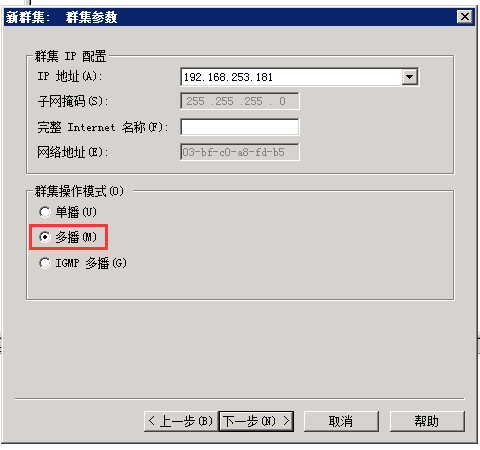 新群集: 群集参数
群集 IP 配置
IP 地址(A):
192.168.253.181
子网掩码(S):
255 .255 .255 . 0
完整 Internet 名称(F):
网络地址(E):
03-bf-c0-a8-fd-b5
群集操作模式(O)
单播(U)
多播(M)
IGMP 多播(G)
< 上一步(B)
下一步(N) >
取消
帮助